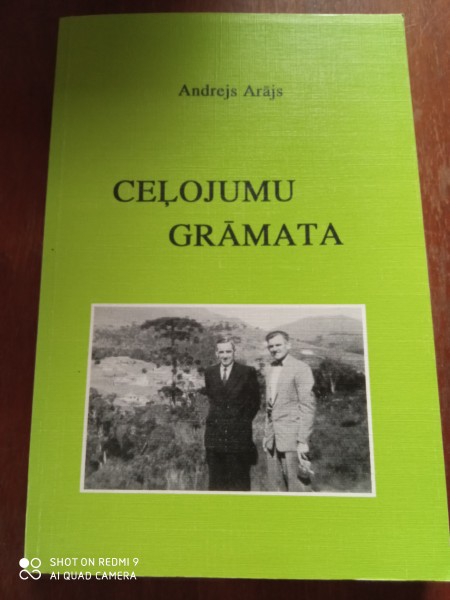 Andrejs Arājs
CEĻOJUMU
GRĀMATA
SHOT ON REDMI 9
AI QUAD CAMERA